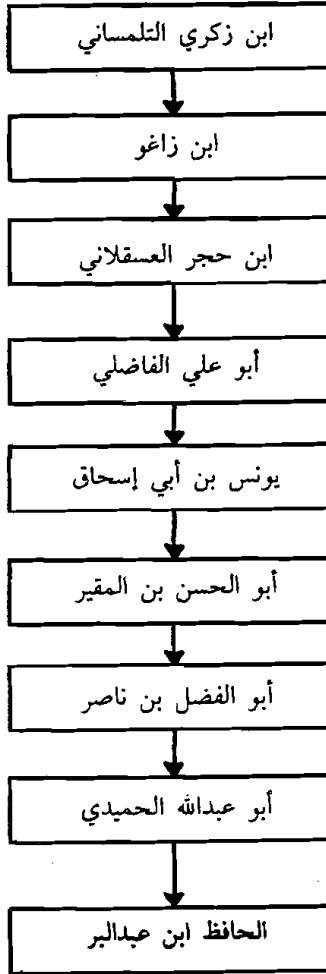 ابن زكري التلمساني
ابن زاغو
ابن حجر العسقلاني
أبو علي الفاضلي
يونس بن أبي إسحاق
أبو الحسن بن المقير
أبو الفضل بن ناصر
أبو عبدالله الحميدي
الحافظ ابن عبدالبر